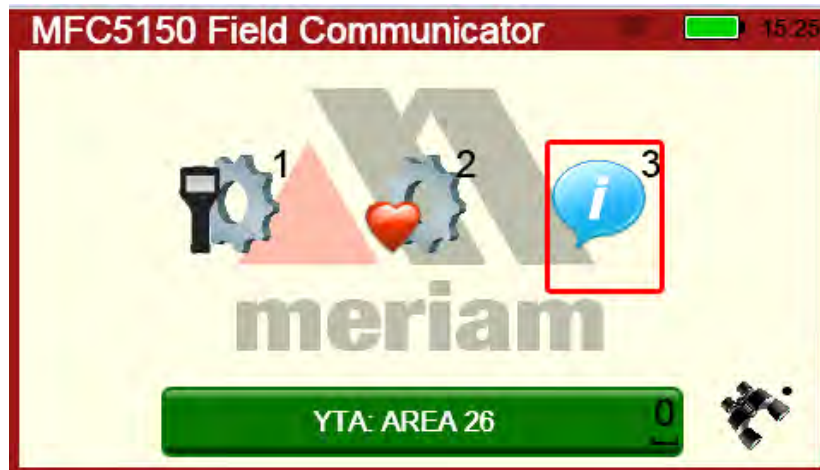 MFC5150 Field Communicator 15:25
1 2 3
i
meriam
YTA: AREA 26 0